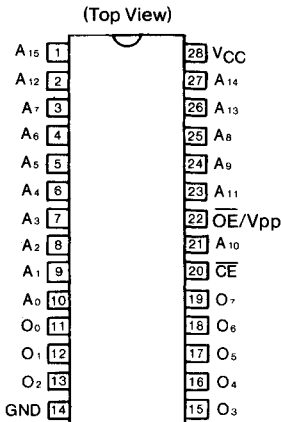 (Top View)
A15 1 28 VCC
A12 2 27 A14
A7 3 26 A13
A6 4 25 A8
A5 5 24 A9
A4 6 23 A11
A3 7 22 OE/Vpp
A2 8 21 A10
A1 9 20 CE
A0 10 19 O7
O0 11 18 O6
O1 12 17 O5
O2 13 16 O4
GND 14 15 O3